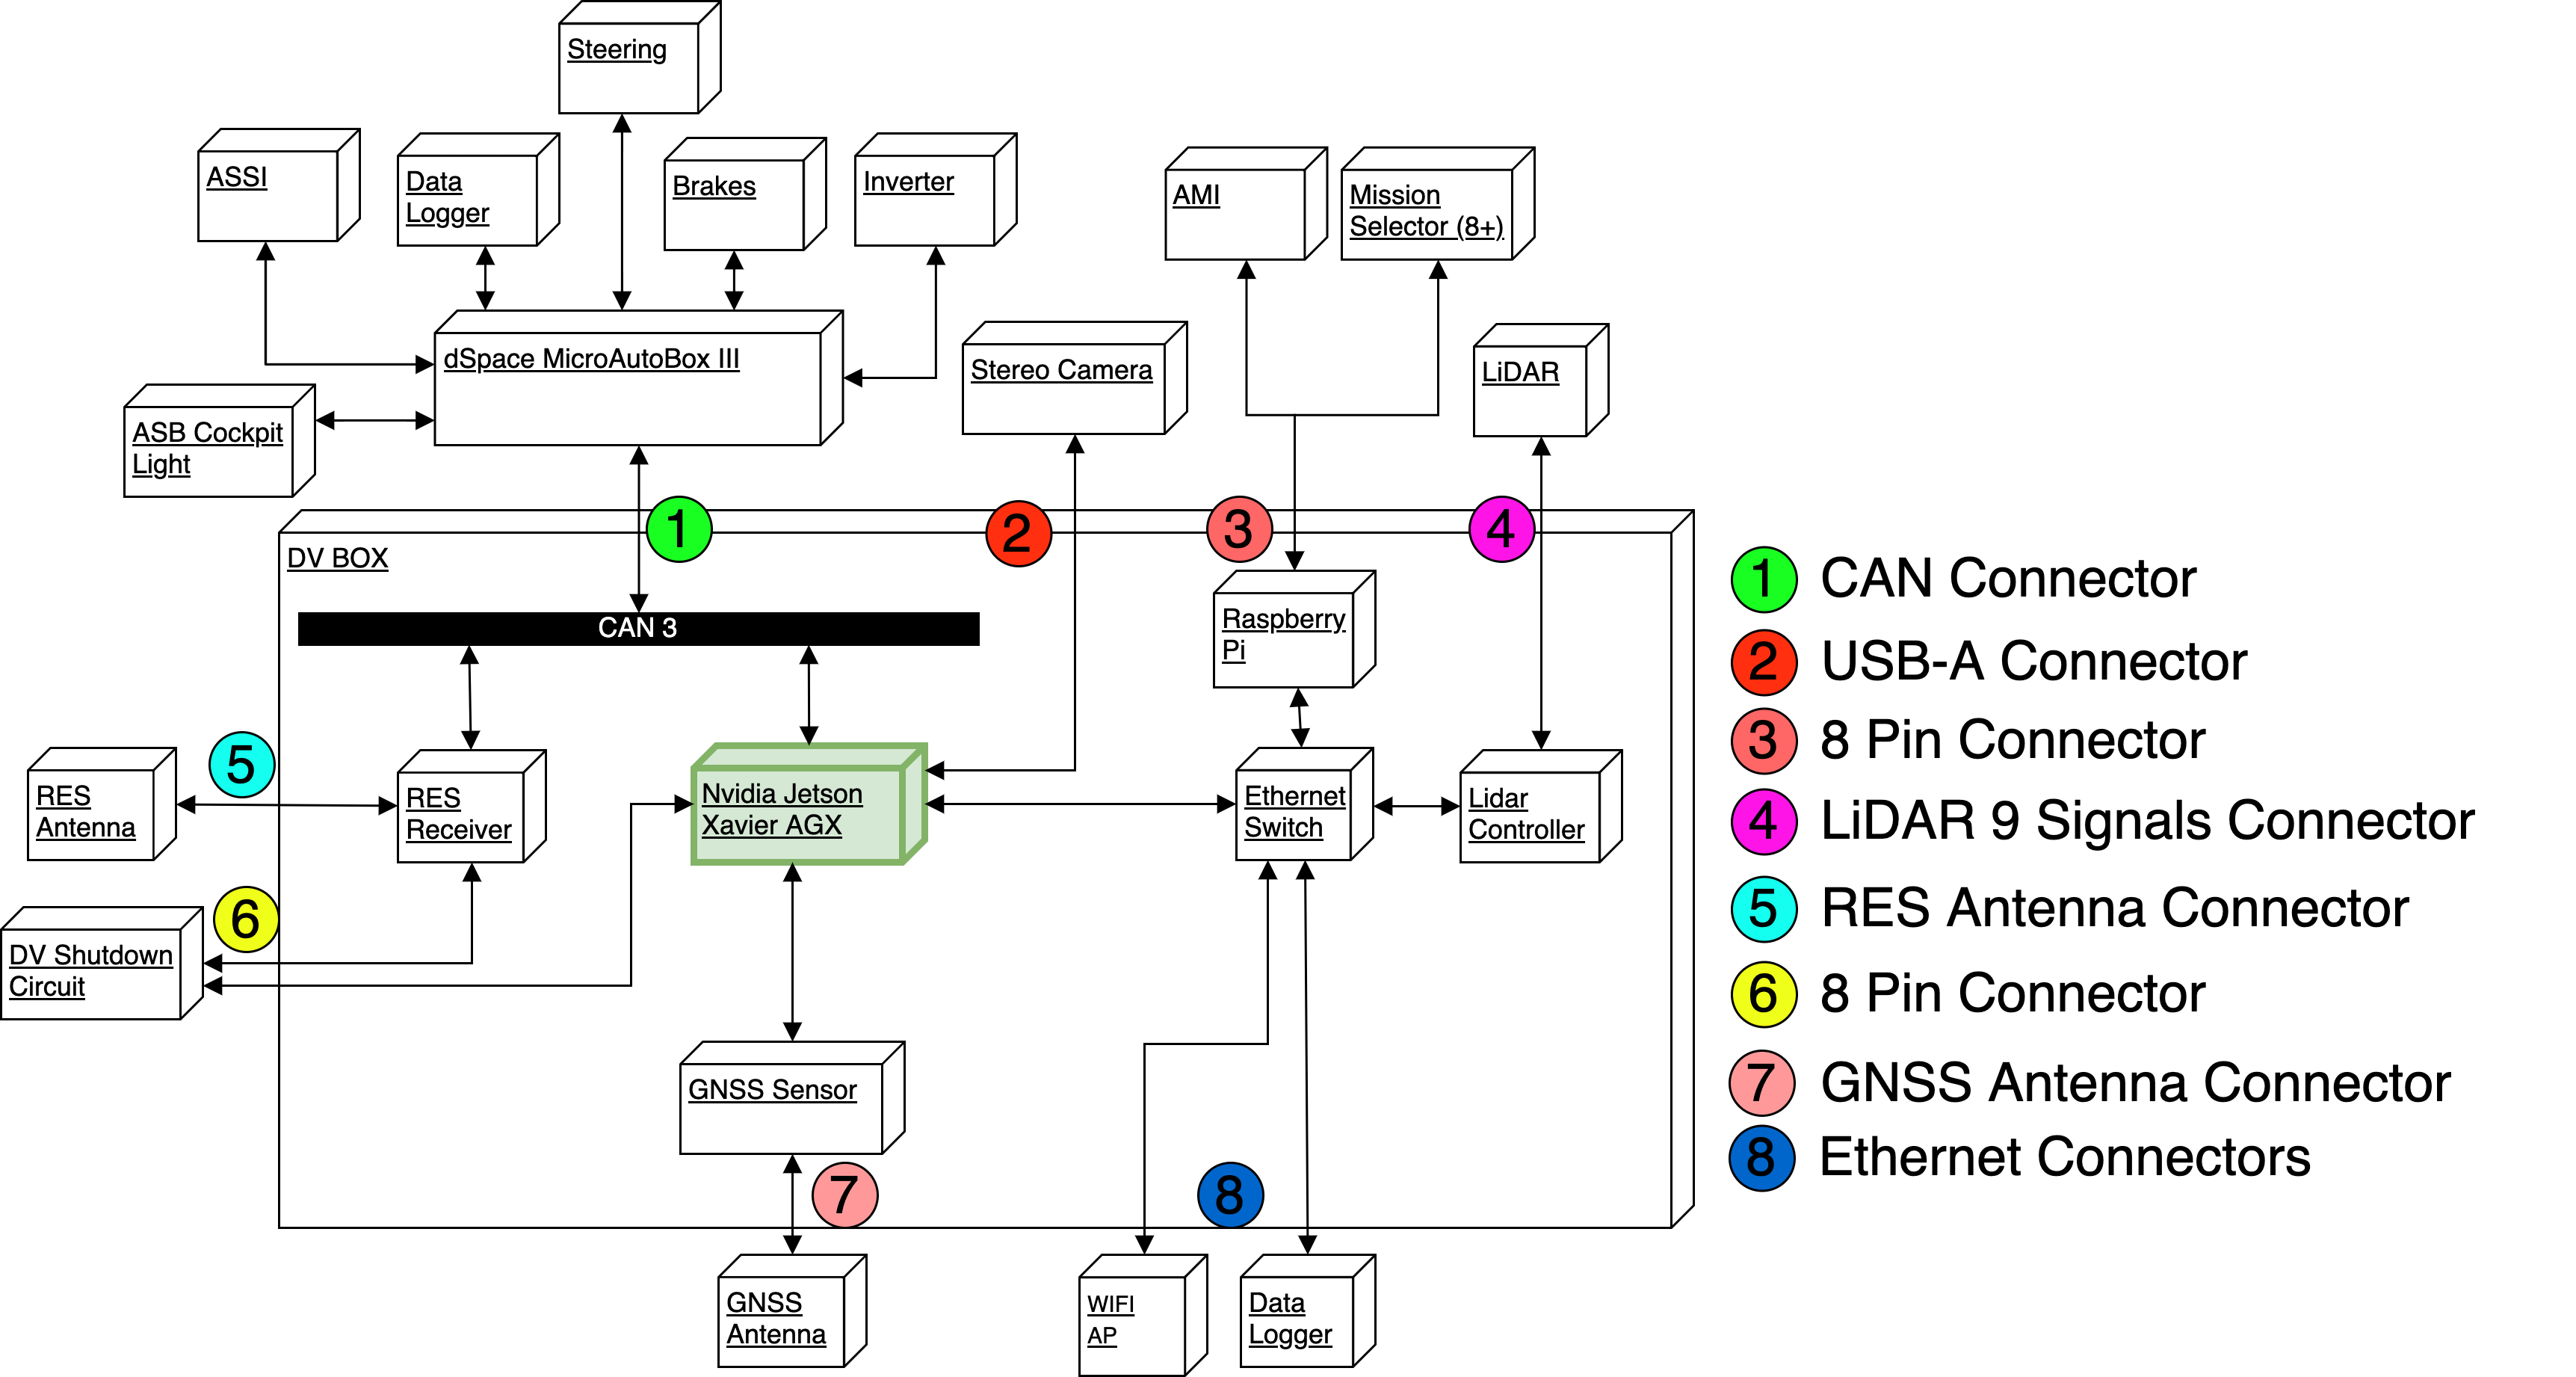 Steering
ASSI
Data
Logger
Brakes
Inverter
AMI
Mission
Selector (8+)
dSpace MicroAutoBox III
Stereo Camera
LiDAR
ASB Cockpit
Light
1
2
3
4
DV BOX
CAN 3
Raspberry
Pi
5
RES
Antenna
RES
Receiver
Nvidia Jetson
Xavier AGX
Ethernet
Switch
Lidar
Controller
6
DV Shutdown
Circuit
GNSS Sensor
7
8
GNSS
Antenna
WIFI
AP
Data
Logger
1 CAN Connector
2 USB-A Connector
3 8 Pin Connector
4 LiDAR 9 Signals Connector
5 RES Antenna Connector
6 8 Pin Connector
7 GNSS Antenna Connector
8 Ethernet Connectors